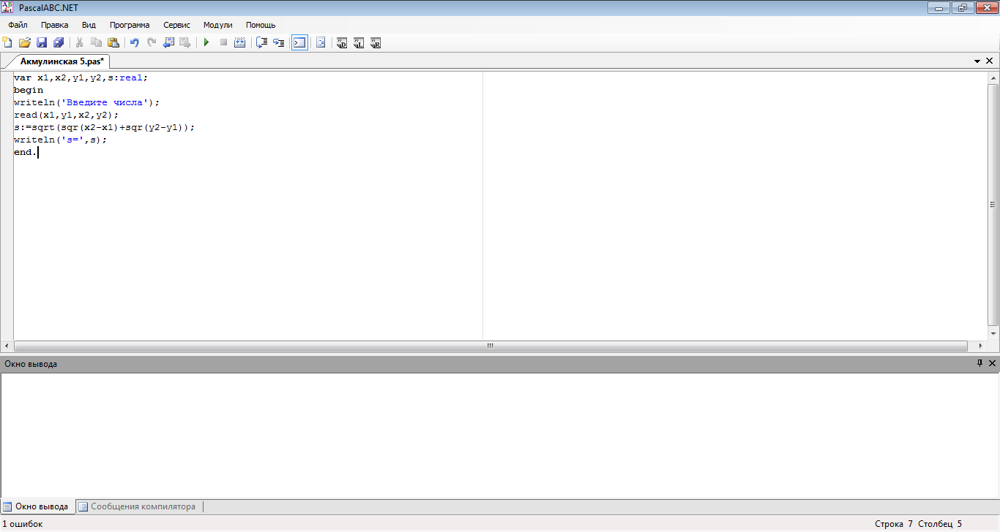 PascalABC.NET
Файл Правка Вид Программа Сервис Модули Помощь
Акмулинская 5.pas*
var x1,x2,y1,y2,s:real;
begin
writeln('Введите числа');
read(x1,y1,x2,y2);
s:=sqrt(sqr(x2-x1)+sqr(y2-y1));
writeln('s=',s);
end.
Окно вывода
Окно вывода Сообщения компилятора
1 ошибок Строка 7 Столбец 5